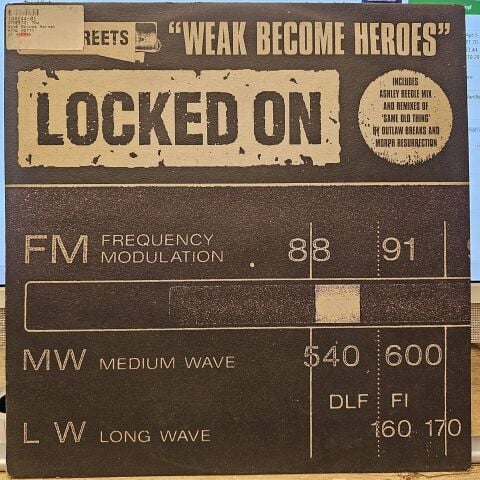 REETS "WEAK BECOME HEROES"
LOCKED ON
INCLUDES
ASHLEY BEEDLE MIX
AND REMIXES OF
'SAME OLD THING'
BY OUTLAW BREAKS AND
MORPH RESURRECTION
FM FREQUENCY MODULATION 88 91
MW MEDIUM WAVE 540 600
DLF FI
LW LONG WAVE 160 170